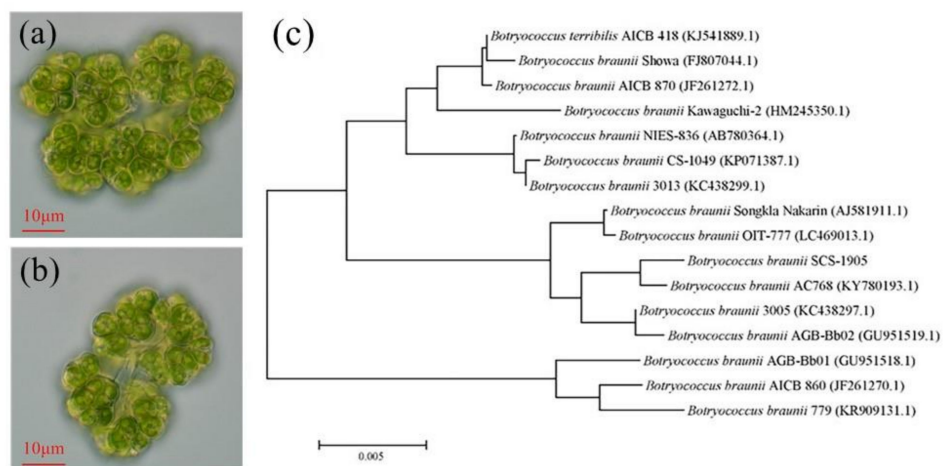 (a)
10μm
(b)
10μm
(c)
Botryococcus terribilis AICB 418 (KJ541889.1)
Botryococcus braunii Showa (FJ807044.1)
Botryococcus braunii AICB 870 (JF261272.1)
Botryococcus braunii Kawaguchi-2 (HM245350.1)
Botryococcus braunii NIES-836 (AB780364.1)
Botryococcus braunii CS-1049 (KP071387.1)
Botryococcus braunii 3013 (KC438299.1)
Botryococcus braunii Songkla Nakarin (AJ581911.1)
Botryococcus braunii OIT-777 (LC469013.1)
Botryococcus braunii SCS-1905
Botryococcus braunii AC768 (KY780193.1)
Botryococcus braunii 3005 (KC438297.1)
Botryococcus braunii AGB-Bb02 (GU951519.1)
Botryococcus braunii AGB-Bb01 (GU951518.1)
Botryococcus braunii AICB 860 (JF261270.1)
Botryococcus braunii 779 (KR909131.1)
0.005